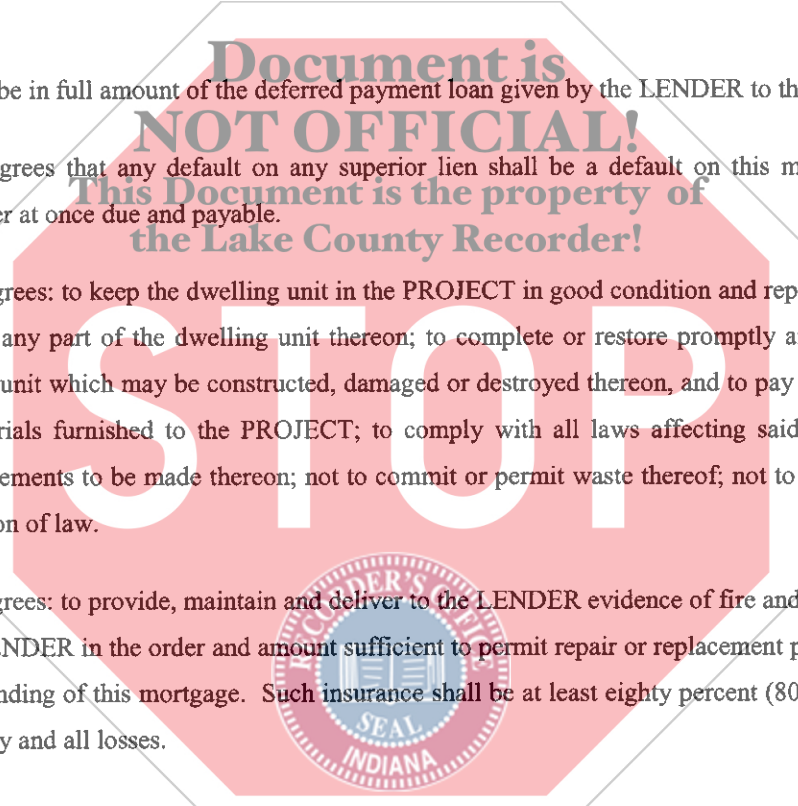 Document is
be in full amount of the deferred payment loan given by the LENDER to th
NOT OFFICIAL!
grees that any default on any superior lien shall be a default on this m
This Document is the property of
er at once due and payable.
the Lake County Recorder!
grees: to keep the dwelling unit in the PROJECT in good condition and rep
any part of the dwelling unit thereon; to complete or restore promptly a
unit which may be constructed, damaged or destroyed thereon, and to pay
rials furnished to the PROJECT; to comply with all laws affecting said
STOP
ements to be made thereon; not to commit or permit waste thereof; not to
on of law.
grees: to provide, maintain and deliver to the LENDER evidence of fire and
ENDER in the order and amount sufficient to permit repair or replacement p
nding of this mortgage. Such insurance shall be at least eighty percent (80
y and all losses.
RECORDER'S OFFICE
SEAL
INDIANA